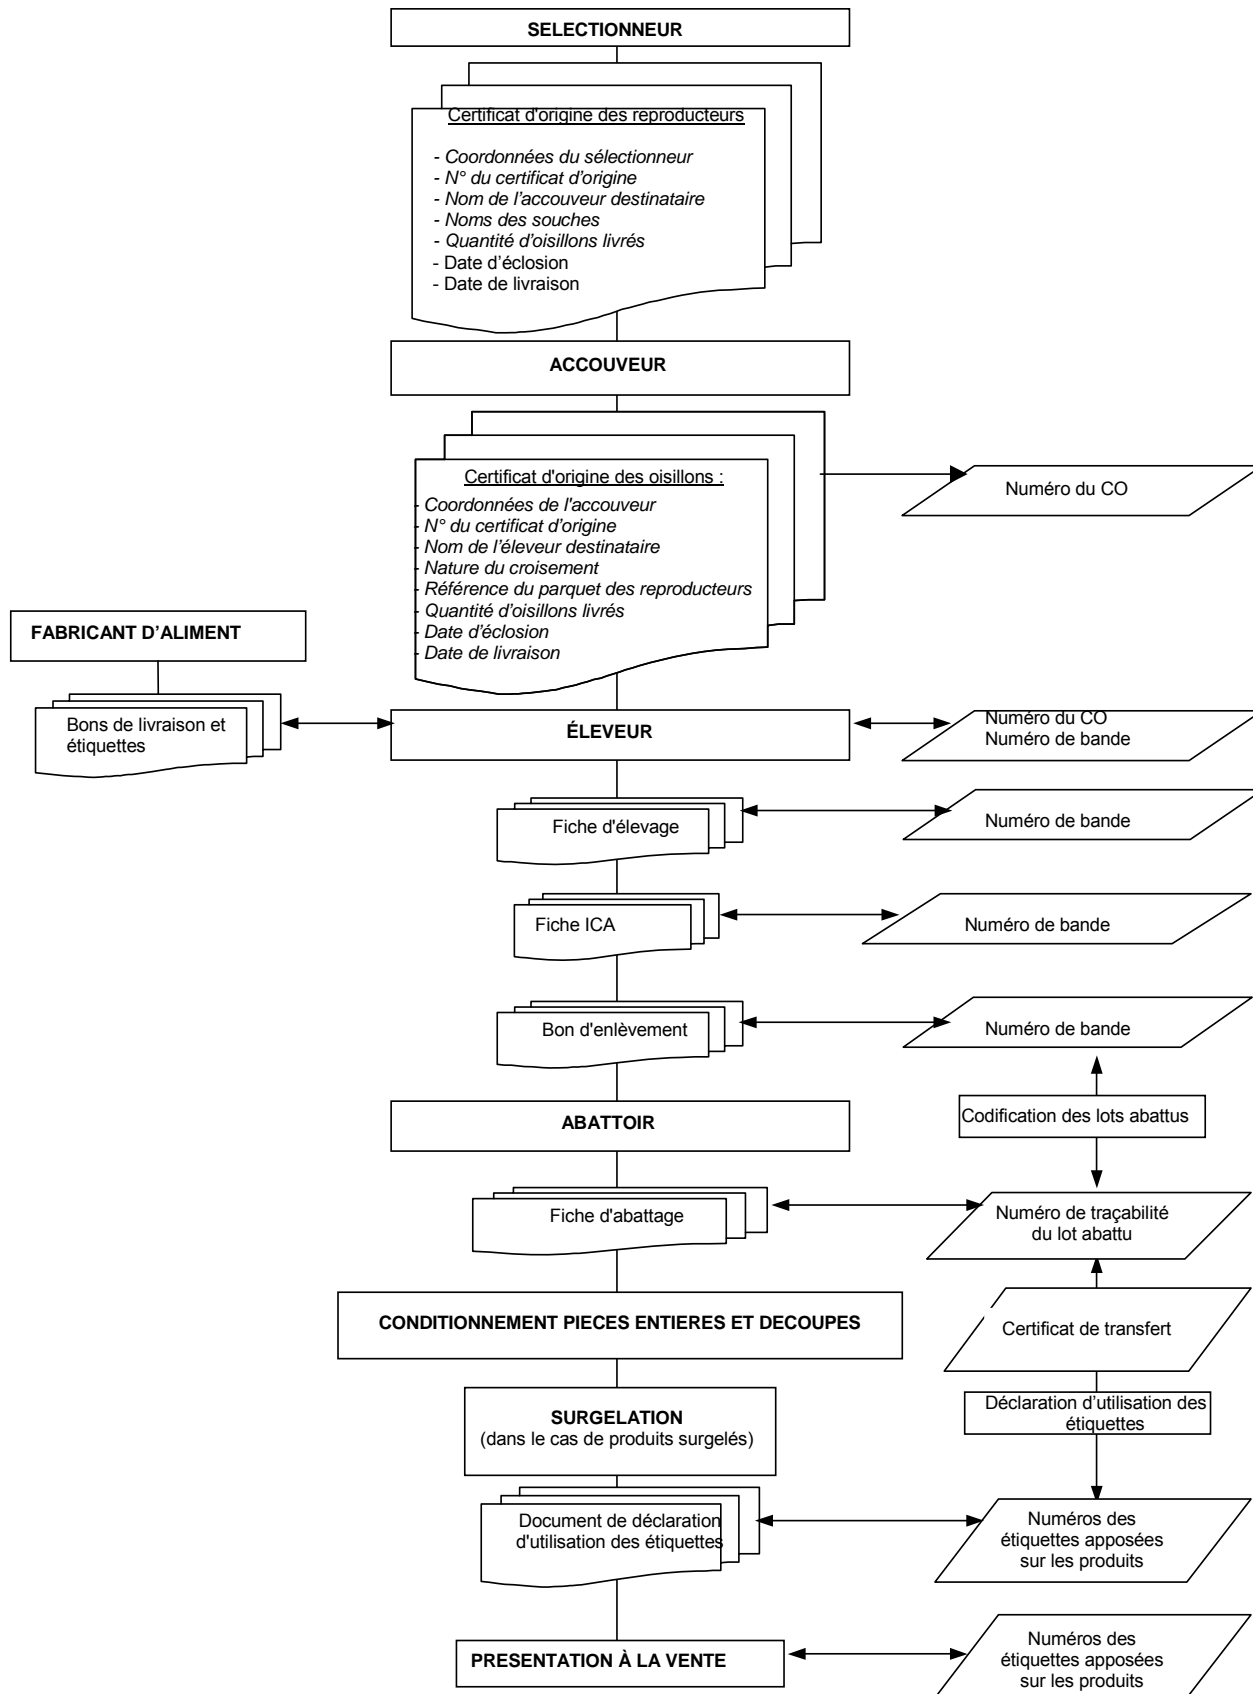 SELECTIONNEUR
Certificat d'origine des reproducteurs
- Coordonnées du sélectionneur
- N° du certificat d'origine
- Nom de l'accouveur destinataire
- Noms des souches
- Quantité d'oisillons livrés
- Date d'éclosion
- Date de livraison
ACCOUVEUR
Certificat d'origine des oisillons :
- Coordonnées de l'accouveur
- N° du certificat d'origine
- Nom de l'éleveur destinataire
- Nature du croisement
- Référence du parquet des reproducteurs
- Quantité d'oisillons livrés
- Date d'éclosion
- Date de livraison
Numéro du CO
FABRICANT D'ALIMENT
Bons de livraison et
étiquettes
ÉLEVEUR
Numéro du CO
Numéro de bande
Fiche d'élevage
Numéro de bande
Fiche ICA
Numéro de bande
Bon d'enlèvement
Numéro de bande
Codification des lots abattus
ABATTOIR
Fiche d'abattage
Numéro de traçabilité
du lot abattu
CONDITIONNEMENT PIECES ENTIERES ET DECOUPES
Certificat de transfert
SURGELATION
(dans le cas de produits surgelés)
Déclaration d'utilisation des
étiquettes
Document de déclaration
d'utilisation des étiquettes
Numéros des
étiquettes apposées
sur les produits
PRESENTATION À LA VENTE
Numéros des
étiquettes apposées
sur les produits